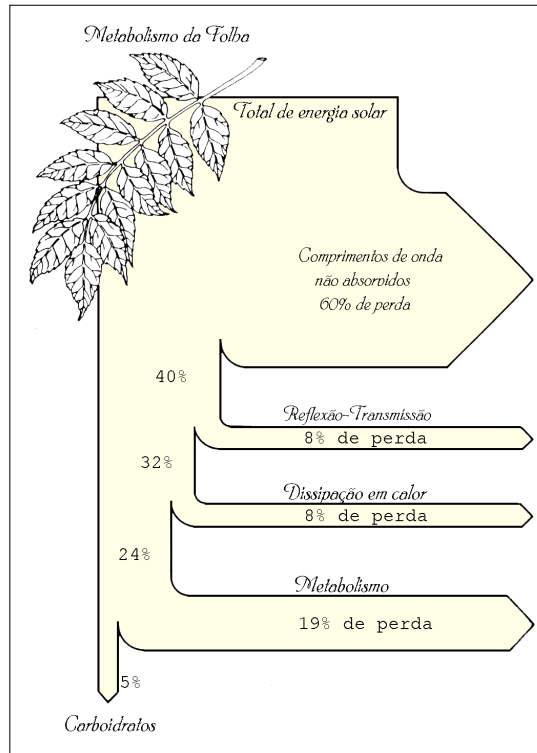 Metabolismo da Folha
Total de energia solar
Comprimentos de onda
não absorvidos
60% de perda
40%
Reflexão-Transmissão
8% de perda
32%
Dissipação em calor
8% de perda
24%
Metabolismo
19% de perda
5%
Carboidratos